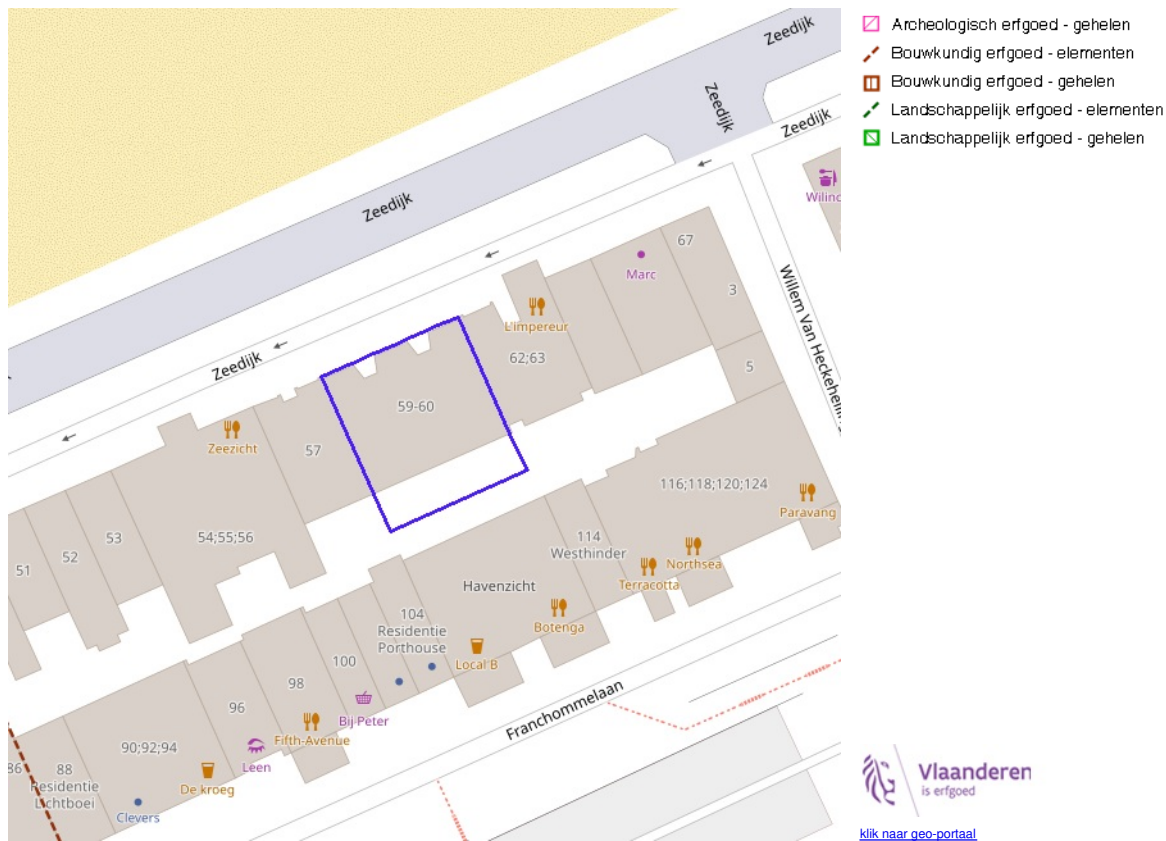 Zeedijk
Zeedijk
Zeedijk
Zeedijk
Zeedijk
Willem Van Heckehelin
Wilino
67
Marc
3
5
L'impereur
62;63
59-60
57
Zeezicht
54;55;56
53
52
51
116;118;120;124
Paravang
114
Westhinder
Northsea
Terracotta
Havenzicht
Botenga
104
Residentie
Porthouse
Local B
100
Bij Peter
98
Fifth-Avenue
96
Leen
90;92;94
De kroeg
86
88
Residentie
Lichtboei
Clevers
Franchommelaan
Archeologisch erfgoed - gehelen
Bouwkundig erfgoed - elementen
Bouwkundig erfgoed - gehelen
Landschappelijk erfgoed - elementen
Landschappelijk erfgoed - gehelen
Vlaanderen
is erfgoed
klik naar geo-portaal